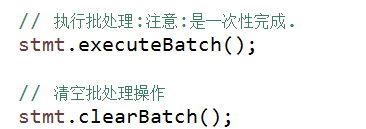 // 执行批处理:注意:是一次性完成.
stmt.executeBatch();
// 清空批处理操作
stmt.clearBatch();